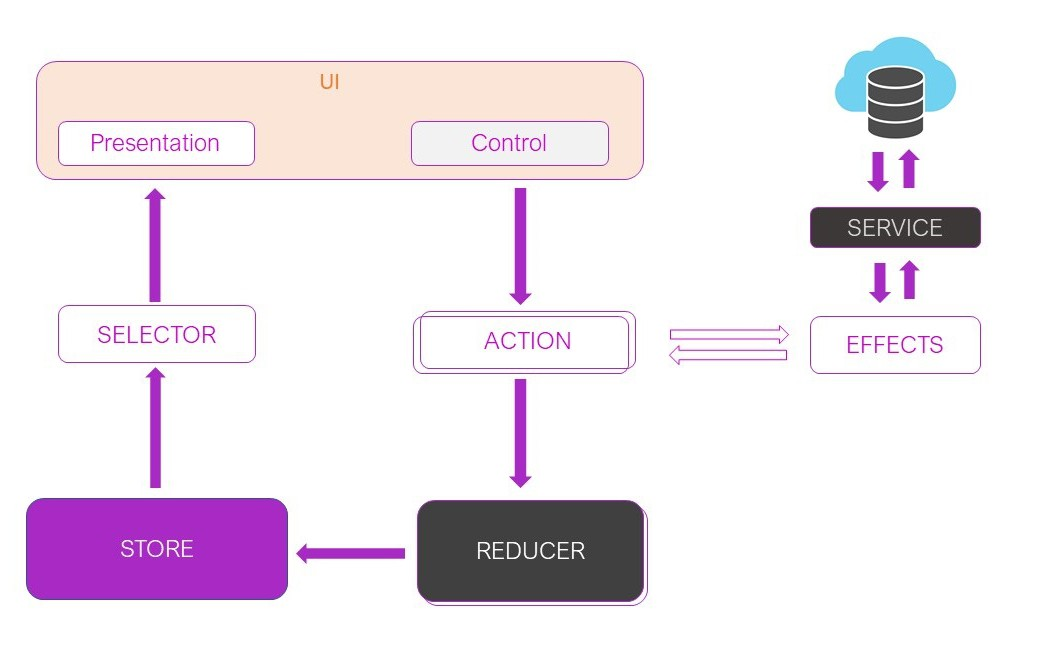 UI
Presentation
Control
SERVICE
SELECTOR
ACTION
EFFECTS
STORE
REDUCER